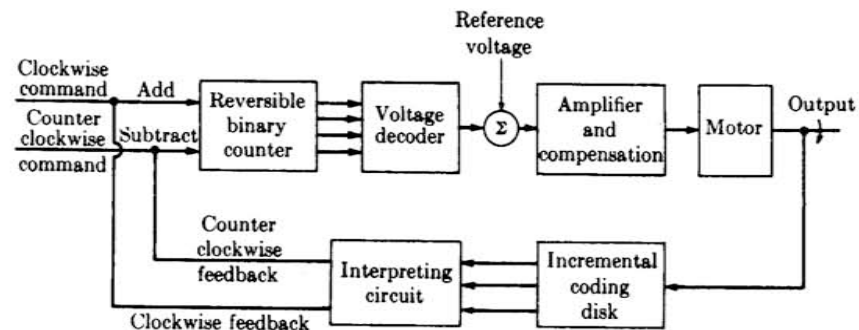 Reference
voltage
Clockwise
command
Add
Counter
clockwise
command
Subtract
Reversible
binary
counter
Voltage
decoder
Σ
Amplifier
and
compensation
Motor
Output
Counter
clockwise
feedback
Interpreting
circuit
Incremental
coding
disk
Clockwise feedback